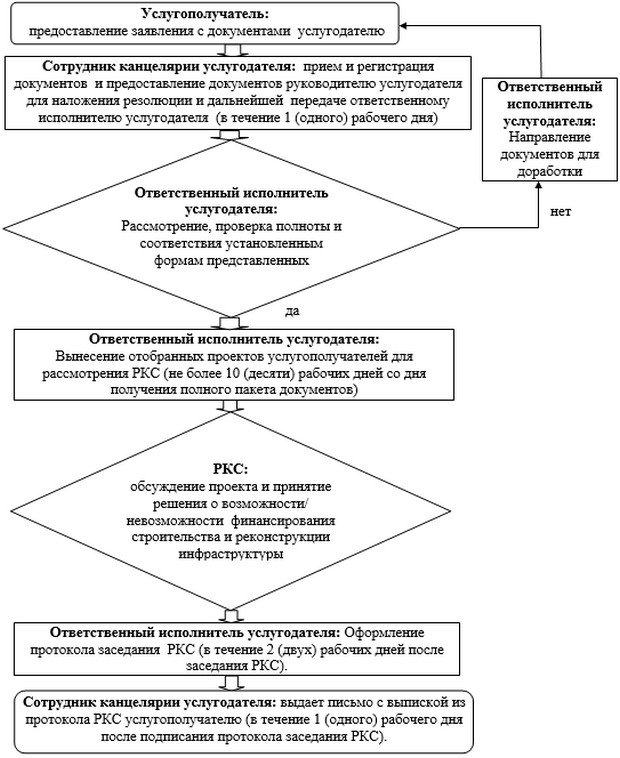 Услугополучатель:
предоставление заявления с документами услугодателю
Сотрудник канцелярии услугодателя: прием и регистрация
документов и предоставление документов руководителю услугодателя
для наложения резолюции и дальнейшей передаче ответственному
исполнителю услугодателя (в течение 1 (одного) рабочего дня)
Ответственный
исполнитель
услугодателя:
Направление
документов для
доработки
Ответственный исполнитель
услугодателя:
Рассмотрение, проверка полноты и
соответствия установленным
формам представленных
нет
да
Ответственный исполнитель услугодателя:
Вынесение отобранных проектов услугополучателей для
рассмотрения РКС (не более 10 (десяти) рабочих дней со дня
получения полного пакета документов)
РКС:
обсуждение проекта и принятие
решения о возможности/
невозможности финансирования
строительства и реконструкции
инфраструктуры
Ответственный исполнитель услугодателя: Оформление
протокола заседания РКС (в течение 2 (двух) рабочих дней после
заседания РКС).
Сотрудник канцелярии услугодателя: выдает письмо с выпиской из
протокола РКС услугополучателю (в течение 1 (одного) рабочего дня
после подписания протокола заседания РКС).